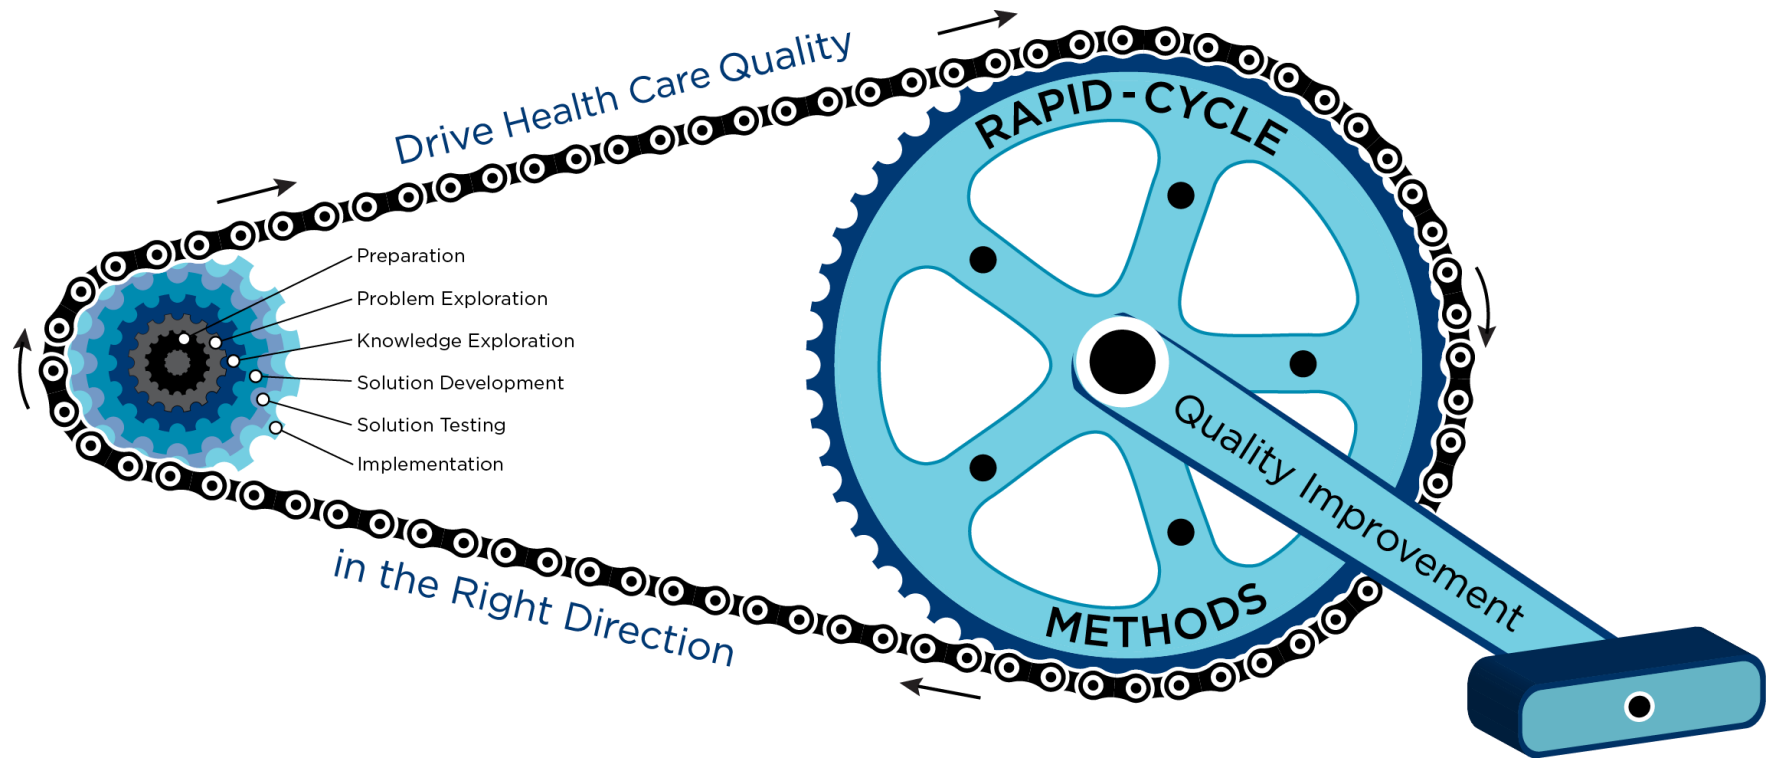 Drive Health Care Quality
RAPID-CYCLE
Preparation
Problem Exploration
Knowledge Exploration
Solution Development
Solution Testing
Implementation
Quality Improvement
in the Right Direction
METHODS